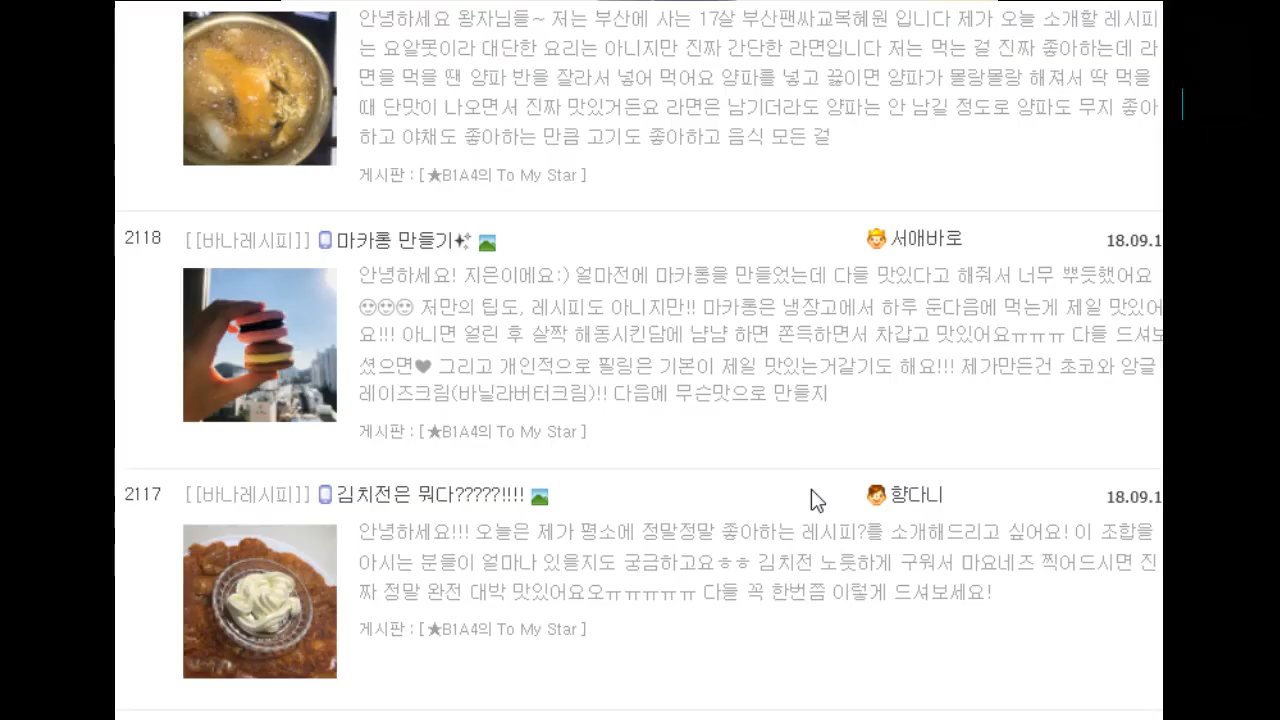 안녕하세요 왕자님들~ 저는 부산에 사는 17살 부산팬싸교복혜원 입니다 제가 오늘 소개할 레시피
는 요알못이라 대단한 요리는 아니지만 진짜 간단한 라면입니다 저는 먹는 걸 진짜 좋아하는데 라
면을 먹을 땐 양파 반을 잘라서 넣어 먹어요 양파를 넣고 끓이면 양파가 몰랑몰랑 해져서 딱 먹을
때 단맛이 나오면서 진짜 맛있거든요 라면은 남기더라도 양파는 안 남길 정도로 양파도 무지 좋아
하고 야채도 좋아하는 만큼 고기도 좋아하고 음식 모든 걸
게시판 : [ ★B1A4의 To My Star ]
2118 [[바나레시피]] 마카롱 만들기✨ 서애바로 18.09.1
안녕하세요! 지은이에요:) 얼마전에 마카롱을 만들었는데 다들 맛있다고 해줘서 너무 뿌듯했어요
😍😍😍 저만의 팁도, 레시피도 아니지만!! 마카롱은 냉장고에서 하루 둔다음에 먹는게 제일 맛있어
요!!! 아니면 얼린 후 살짝 해동시킨담에 냠냠 하면 쫀득하면서 차갑고 맛있어요ㅠㅠㅠ 다들 드셔보
셨으면♥ 그리고 개인적으로 필링은 기본이 제일 맛있는거같기도 해요!!! 제가만든건 초코와 앙글
레이즈크림(바닐라버터크림)!! 다음에 무슨맛으로 만들지
게시판 : [ ★B1A4의 To My Star ]
2117 [[바나레시피]] 김치전은 뭐다?????!!!! 향다니 18.09.1
안녕하세요!!! 오늘은 제가 평소에 정말정말 좋아하는 레시피?를 소개해드리고 싶어요! 이 조합을
아시는 분들이 얼마나 있을지도 궁금하고요ㅎㅎ 김치전 노릇하게 구워서 마요네즈 찍어드시면 진
짜 정말 완전 대박 맛있어요오ㅠㅠㅠㅠㅠ 다들 꼭 한번쯤 이렇게 드셔보세요!
게시판 : [ ★B1A4의 To My Star ]